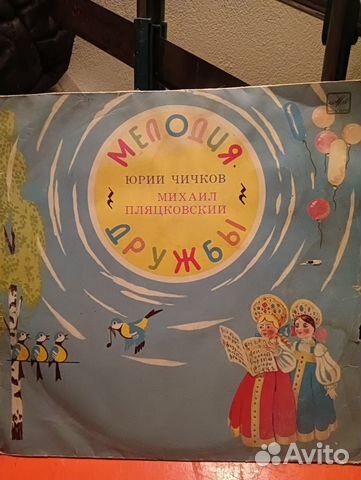 МЕЛОДИЯ
ЮРИЙ ЧИЧКОВ
МИХАИЛ
ПЛЯЦКОВСКИЙ
ДРУЖБЫ
Avito